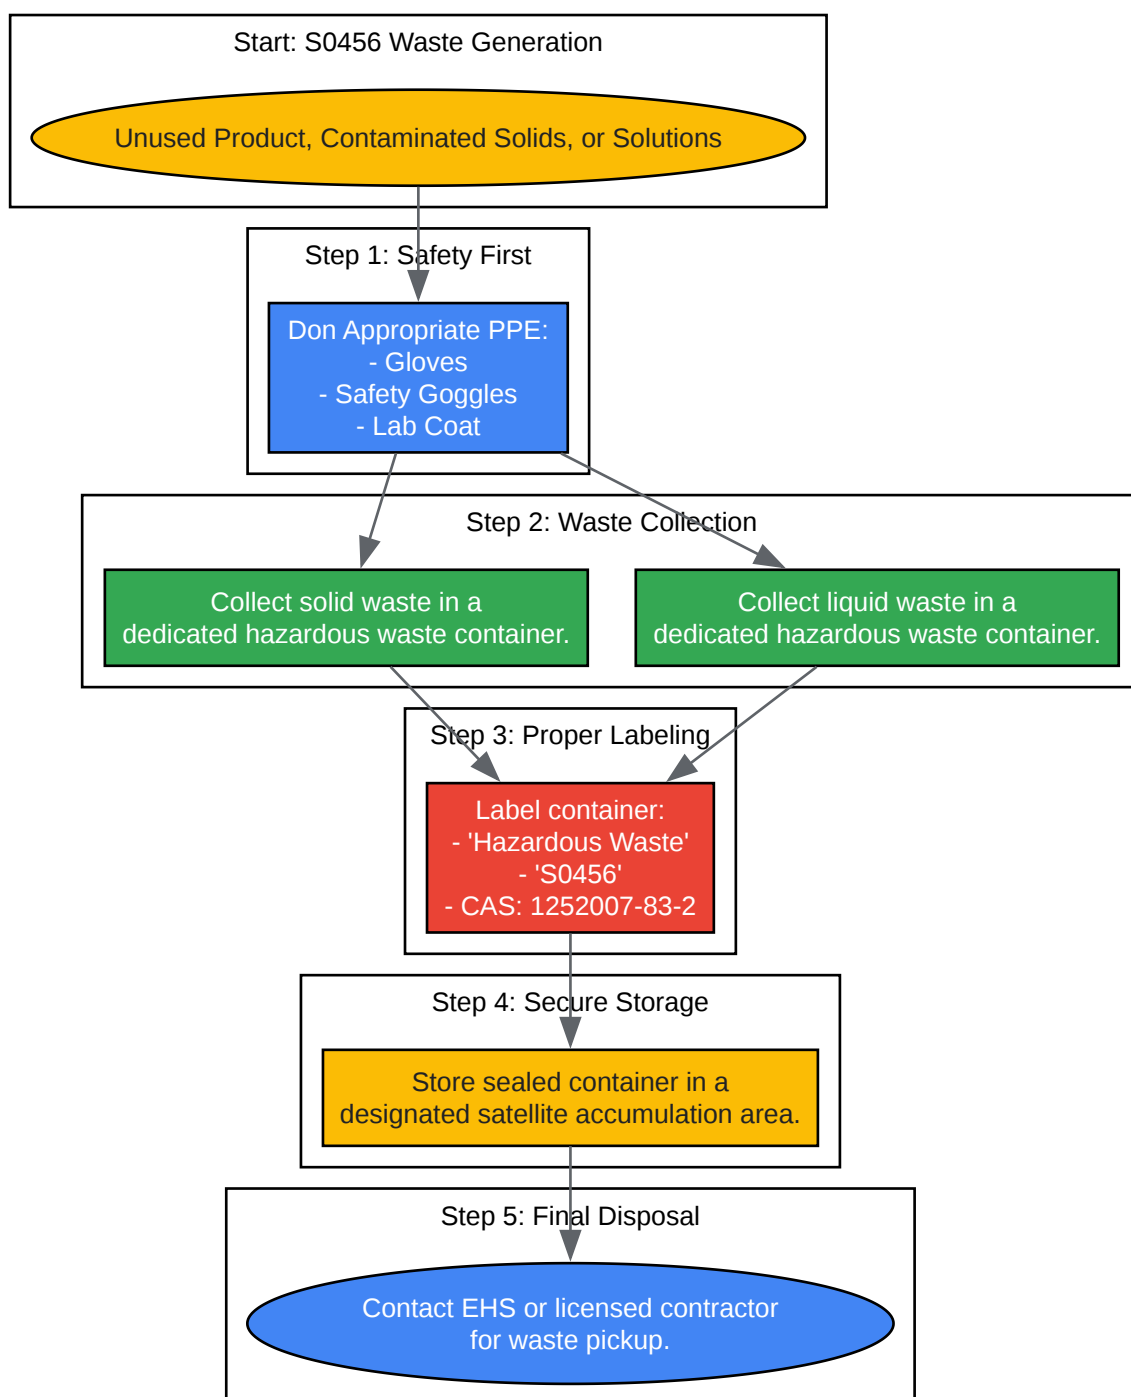 Start: S0456 Waste Generation
Unused Product, Contaminated Solids, or Solutions
Step 1: Safety First
Don Appropriate PPE:
- Gloves
- Safety Goggles
- Lab Coat
Step 2: Waste Collection
Collect solid waste in a
dedicated hazardous waste container.
Collect liquid waste in a
dedicated hazardous waste container.
Step 3: Proper Labeling
Label container:
- 'Hazardous Waste'
- 'S0456'
- CAS: 1252007-83-2
Step 4: Secure Storage
Store sealed container in a
designated satellite accumulation area.
Step 5: Final Disposal
Contact EHS or licensed contractor
for waste pickup.